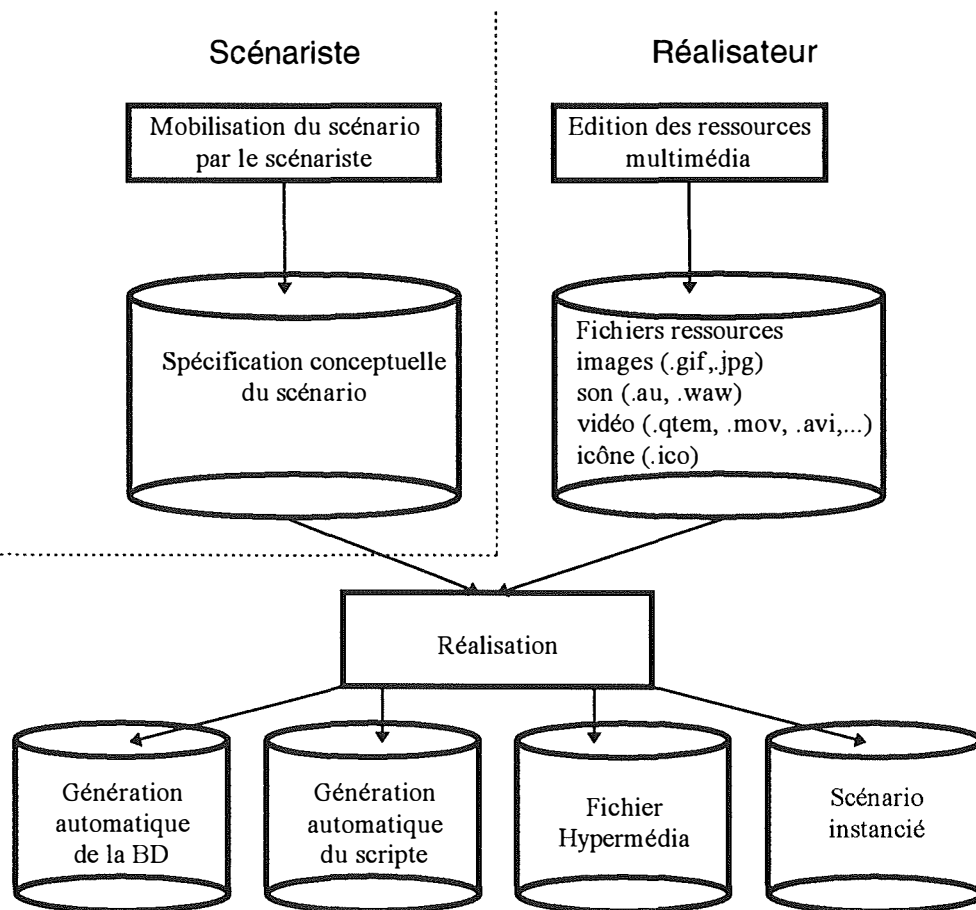 Scénariste
Réalisateur
Mobilisation du scénario
par le scénariste
Edition des ressources
multimédia
Spécification conceptuelle
du scénario
Fichiers ressources
images (.gif,.jpg)
son (.au, .waw)
vidéo (.qtem, .mov, .avi,...)
icône (.ico)
Réalisation
Génération
automatique
de la BD
Génération
automatique
du scripte
Fichier
Hypermédia
Scénario
instancié